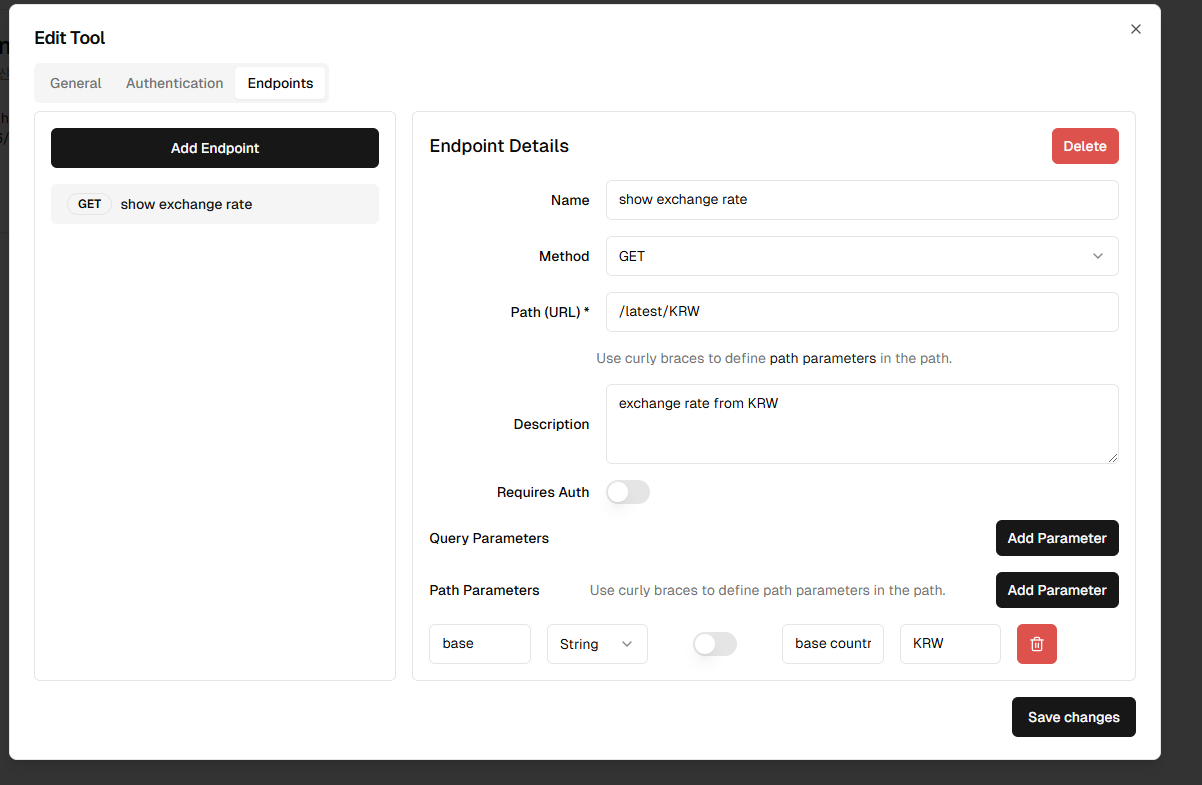 Edit Tool
General Authentication Endpoints
Add Endpoint
GET show exchange rate
Endpoint Details
Delete
Name show exchange rate
Method GET
Path (URL) * /latest/KRW
Use curly braces to define path parameters in the path.
Description exchange rate from KRW
Requires Auth
Query Parameters Add Parameter
Path Parameters Use curly braces to define path parameters in the path. Add Parameter
base String base countr KRW
Save changes